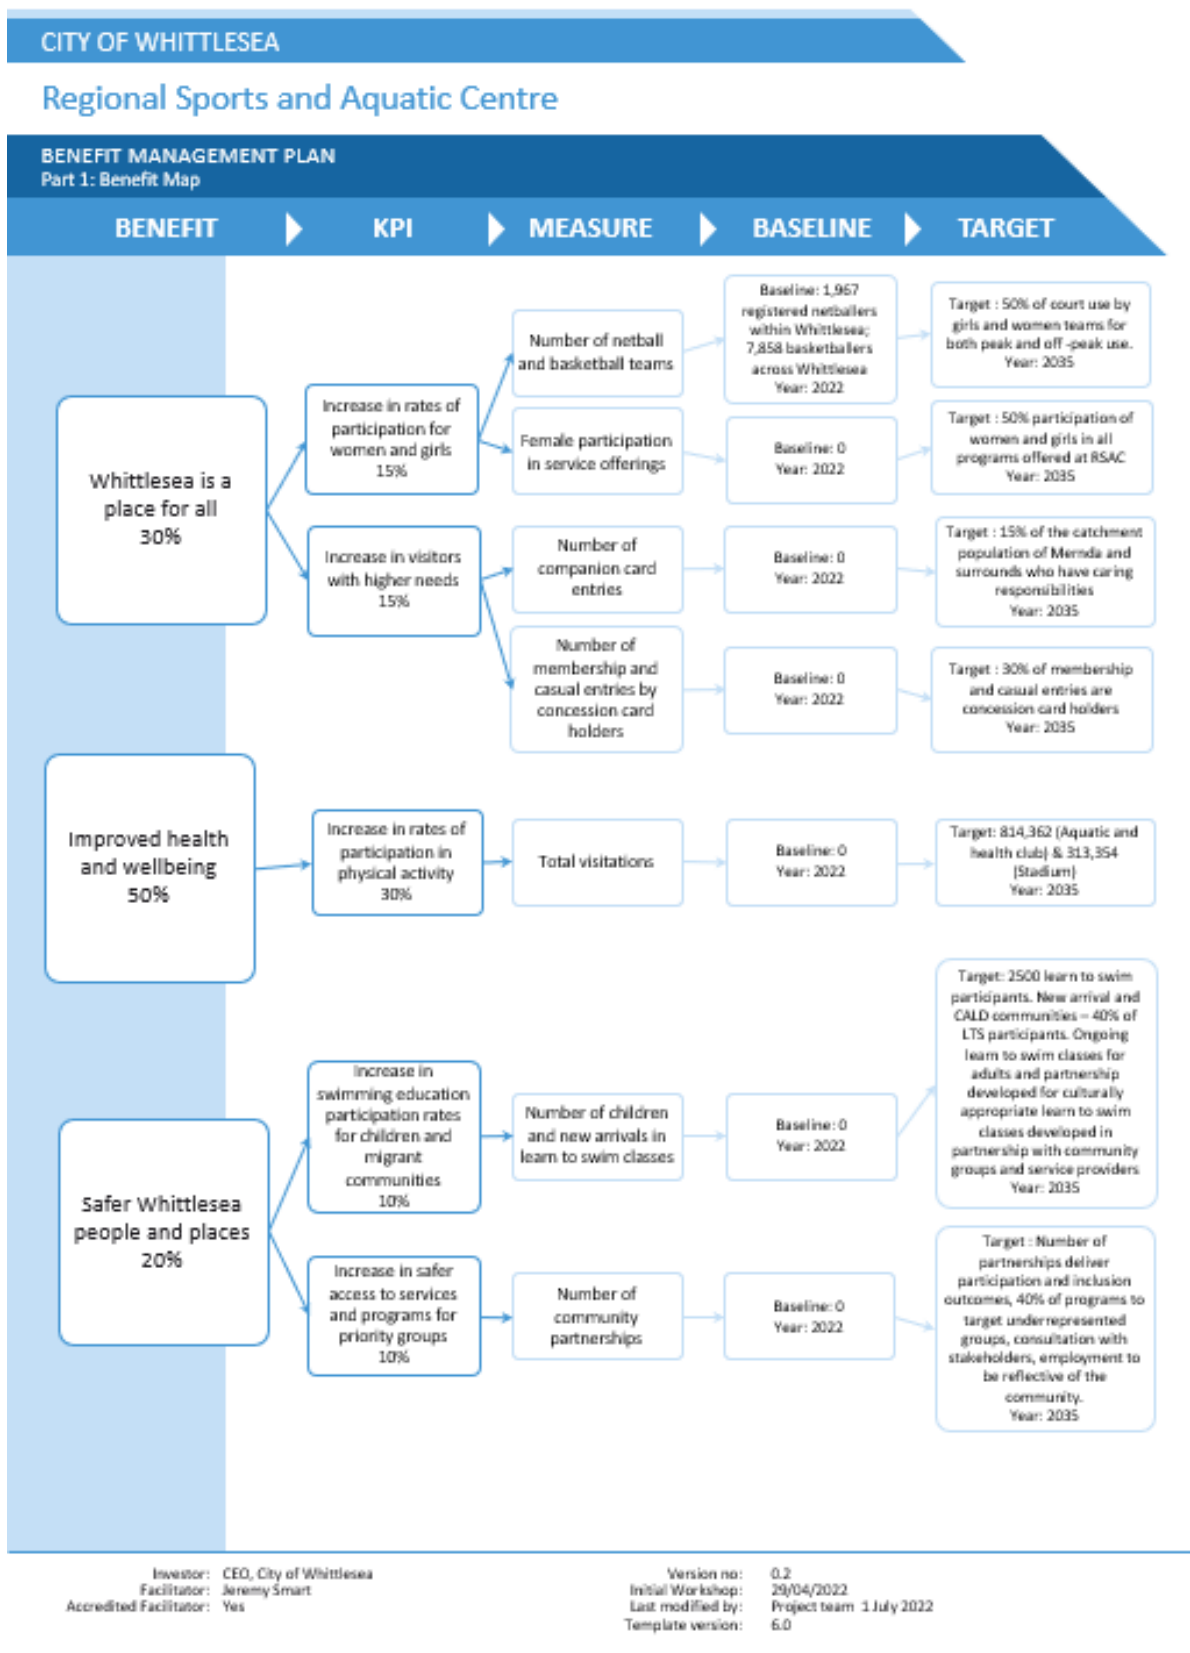 CITY OF WHITTLESEA
Regional Sports and Aquatic Centre
BENEFIT MANAGEMENT PLAN
Part 1: Benefit Map
BENEFIT
KPI
MEASURE
BASELINE
TARGET
Whittlesea is a
place for all
30%
Increase in rates of
participation for
women and girls
15%
Number of netball
and basketball teams
Baseline: 1,967
registered netballers
within Whittlesea;
7,858 basketballers
across Whittlesea
Year: 2022
Target : 50% of court use by
girls and women teams for
both peak and off -peak use.
Year: 2035
Female participation
in service offerings
Baseline: 0
Year: 2022
Target : 50% participation of
women and girls in all
programs offered at RSAC
Year: 2035
Increase in visitors
with higher needs
15%
Number of
companion card
entries
Baseline: 0
Year: 2022
Target : 15% of the catchment
population of Mernda and
surrounds who have caring
responsibilities
Year: 2035
Number of
membership and
casual entries by
concession card
holders
Baseline: 0
Year: 2022
Target : 30% of membership
and casual entries are
concession card holders
Year: 2035
Improved health
and wellbeing
50%
Increase in rates of
participation in
physical activity
30%
Total visitations
Baseline: 0
Year: 2022
Target: 814,362 (Aquatic and
health club) & 313,354
(Stadium)
Year: 2035
Safer Whittlesea
people and places
20%
Increase in
swimming education
participation rates
for children and
migrant
communities
10%
Number of children
and new arrivals in
learn to swim classes
Baseline: 0
Year: 2022
Target: 2500 learn to swim
participants. New arrival and
CALD communities – 40% of
LTS participants. Ongoing
learn to swim classes for
adults and partnership
developed for culturally
appropriate learn to swim
classes developed in
partnership with community
groups and service providers
Year: 2035
Increase in safer
access to services
and programs for
priority groups
10%
Number of
community
partnerships
Baseline: 0
Year: 2022
Target : Number of
partnerships deliver
participation and inclusion
outcomes, 40% of programs to
target underrepresented
groups, consultation with
stakeholders, employment to
be reflective of the
community.
Year: 2035
Investor: CEO, City of Whittlesea
Facilitator: Jeremy Smart
Accredited Facilitator: Yes
Version no: 0.2
Initial Workshop: 29/04/2022
Last modified by: Project team 1 July 2022
Template version: 6.0